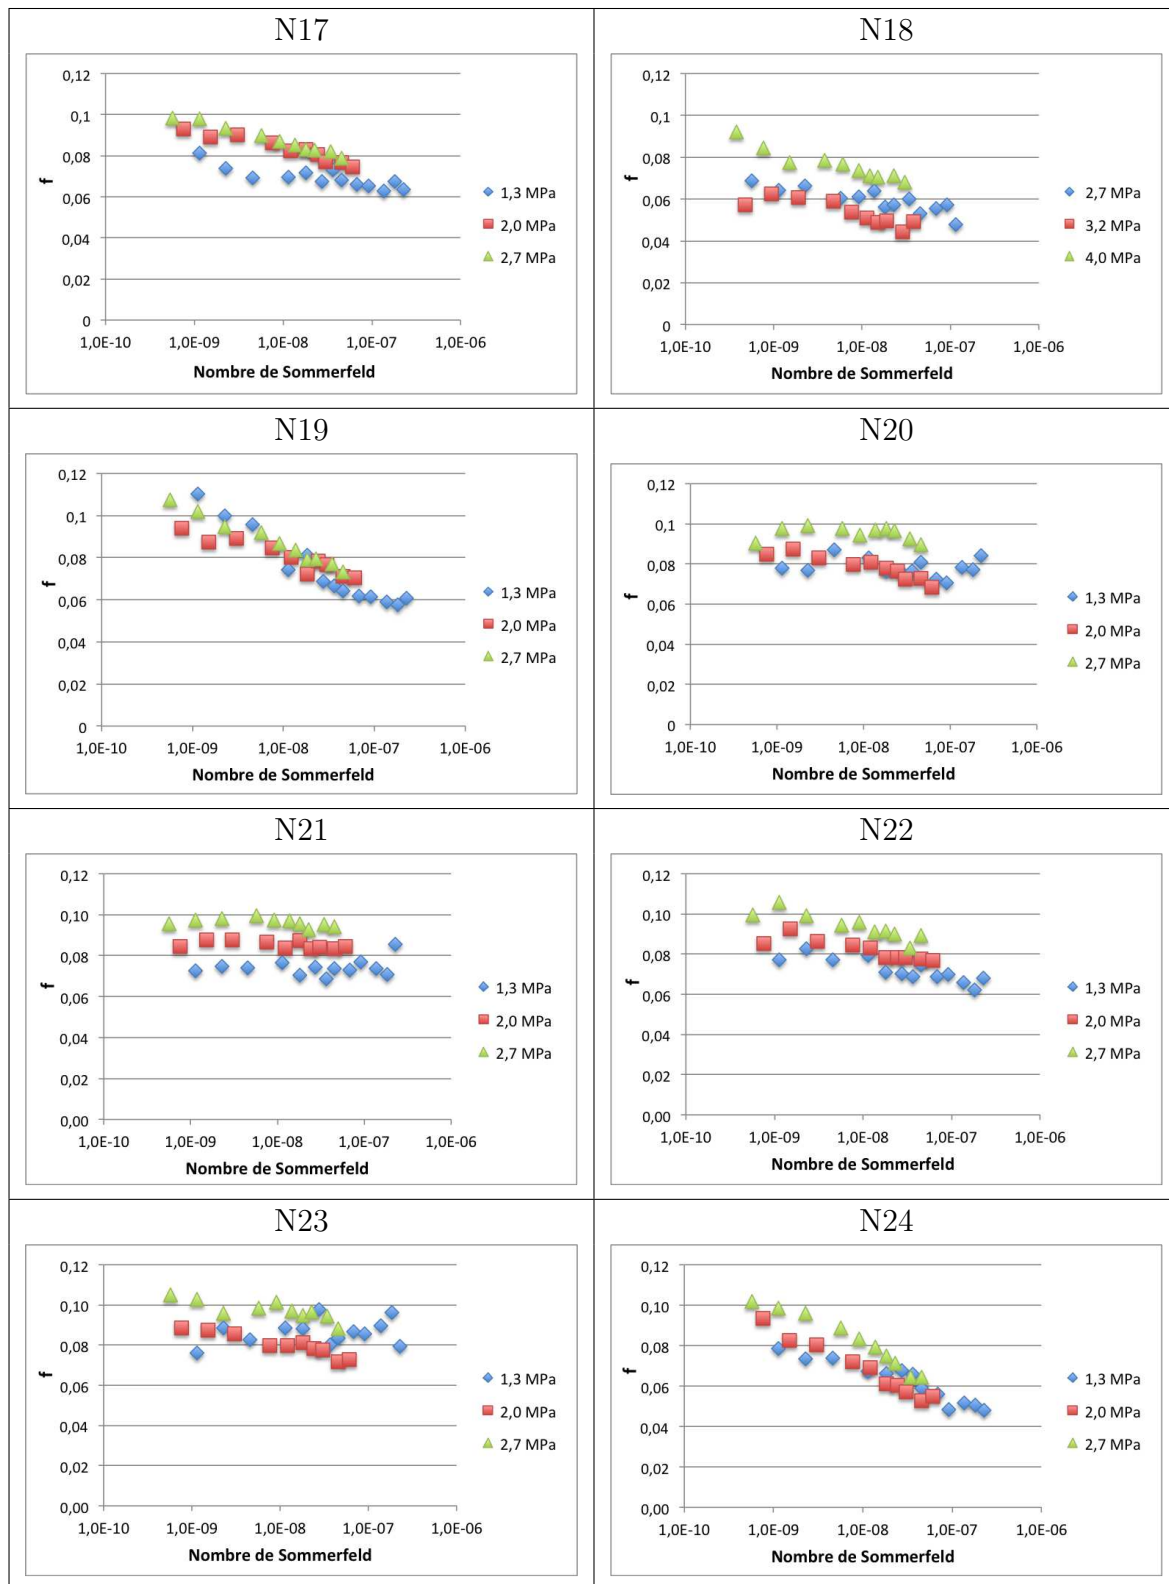 N17
0,12
0,1
0,08
0,06
0,04
0,02
0
f
1,0E-10 1,0E-09 1,0E-08 1,0E-07 1,0E-06
Nombre de Sommerfeld
1,3 MPa
2,0 MPa
2,7 MPa
N18
0,12
0,1
0,08
0,06
0,04
0,02
0
f
1,0E-10 1,0E-09 1,0E-08 1,0E-07 1,0E-06
Nombre de Sommerfeld
2,7 MPa
3,2 MPa
4,0 MPa
N19
0,12
0,1
0,08
0,06
0,04
0,02
0
f
1,0E-10 1,0E-09 1,0E-08 1,0E-07 1,0E-06
Nombre de Sommerfeld
1,3 MPa
2,0 MPa
2,7 MPa
N20
0,12
0,1
0,08
0,06
0,04
0,02
0
f
1,0E-10 1,0E-09 1,0E-08 1,0E-07 1,0E-06
Nombre de Sommerfeld
1,3 MPa
2,0 MPa
2,7 MPa
N21
0,12
0,10
0,08
0,06
0,04
0,02
0,00
f
1,0E-10 1,0E-09 1,0E-08 1,0E-07 1,0E-06
Nombre de Sommerfeld
1,3 MPa
2,0 MPa
2,7 MPa
N22
0,12
0,10
0,08
0,06
0,04
0,02
0,00
f
1,0E-10 1,0E-09 1,0E-08 1,0E-07 1,0E-06
Nombre de Sommerfeld
1,3 MPa
2,0 MPa
2,7 MPa
N23
0,12
0,10
0,08
0,06
0,04
0,02
0,00
f
1,0E-10 1,0E-09 1,0E-08 1,0E-07 1,0E-06
Nombre de Sommerfeld
1,3 MPa
2,0 MPa
2,7 MPa
N24
0,12
0,10
0,08
0,06
0,04
0,02
0,00
f
1,0E-10 1,0E-09 1,0E-08 1,0E-07 1,0E-06
Nombre de Sommerfeld
1,3 MPa
2,0 MPa
2,7 MPa